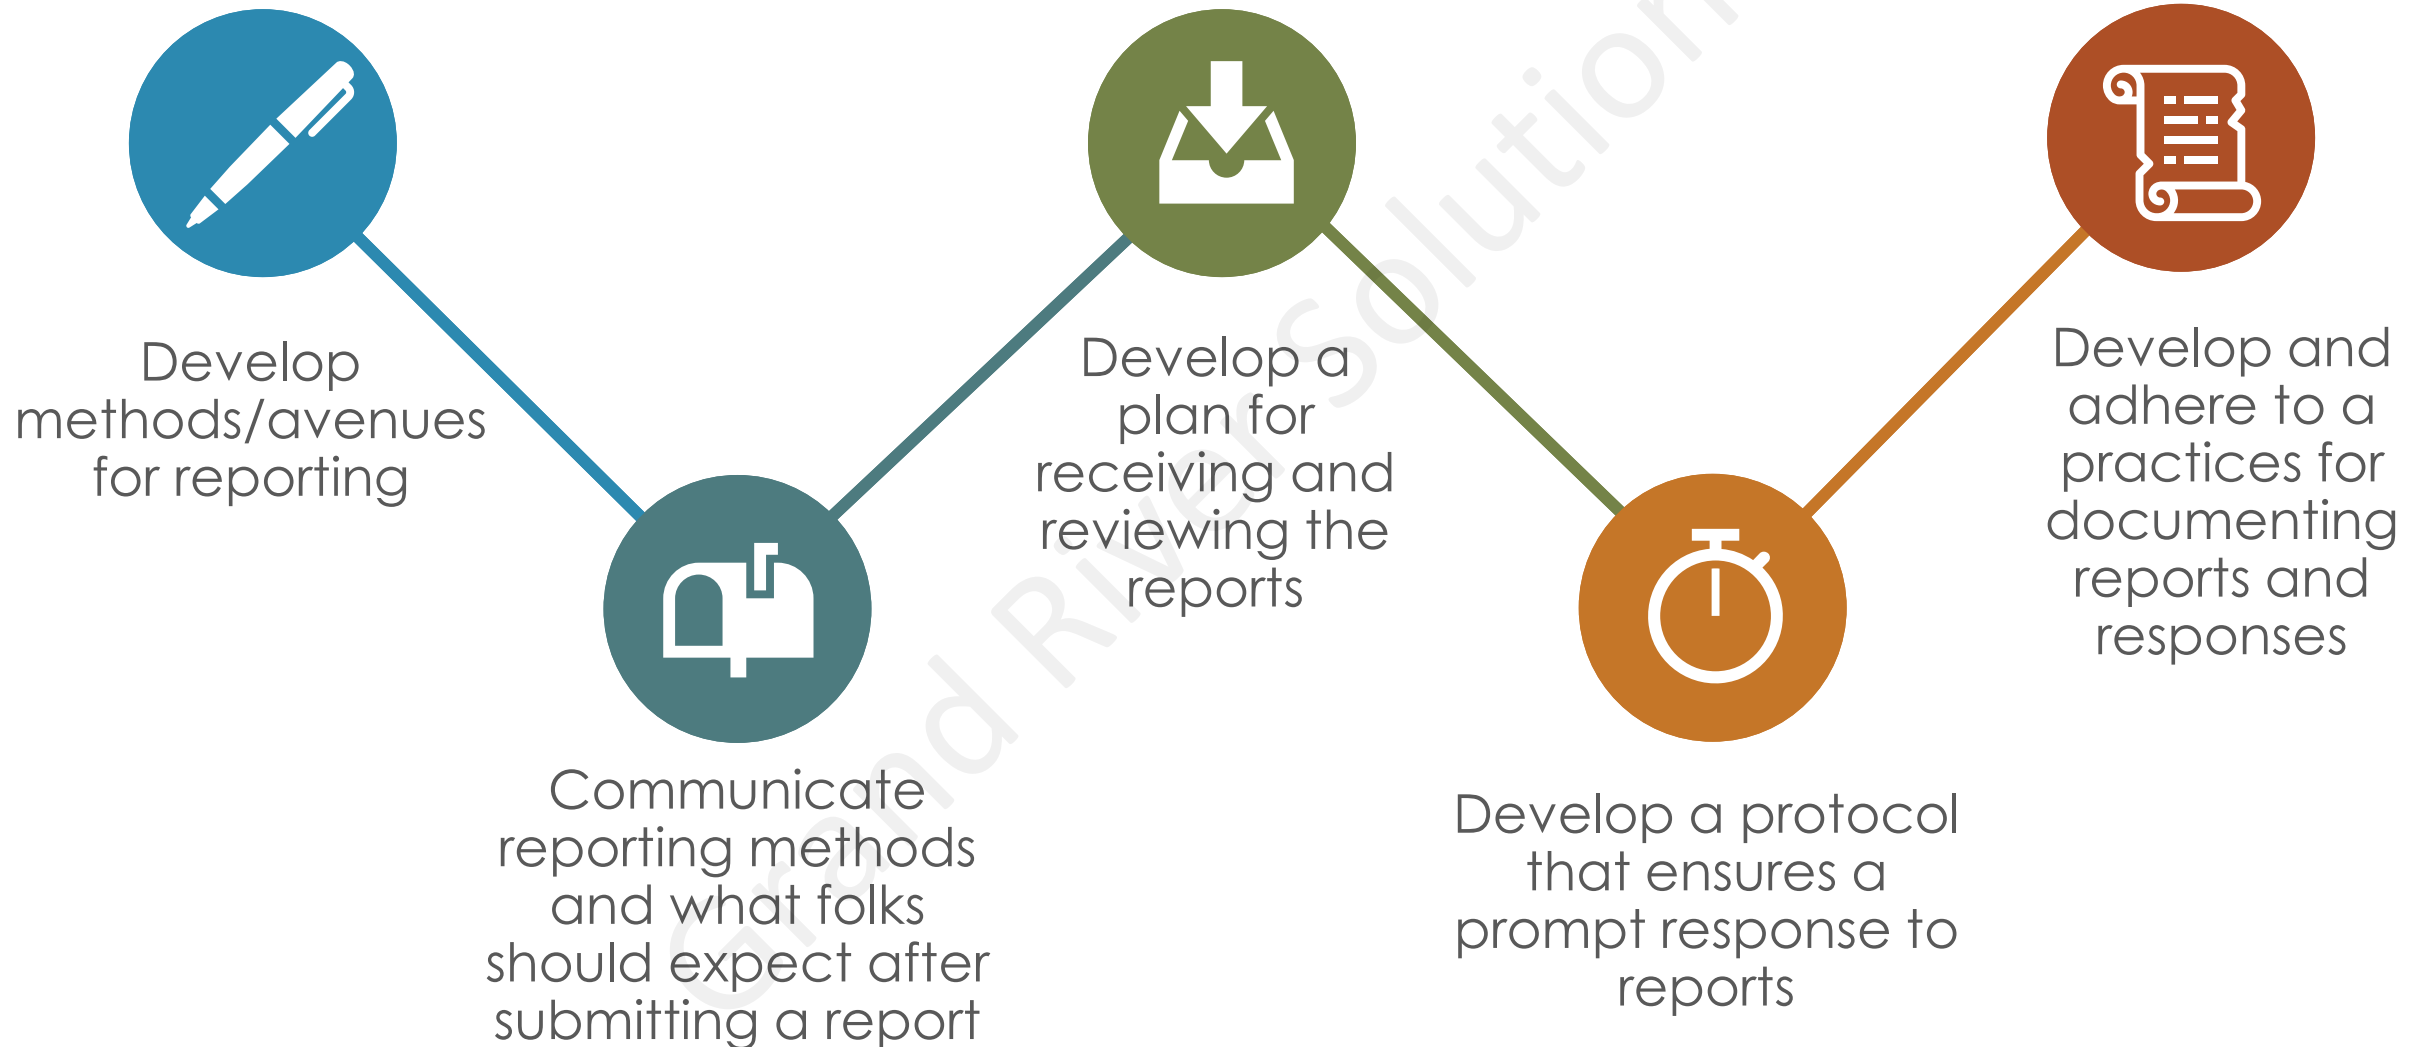 Develop
methods/avenues
for reporting
Communicate
reporting methods
and what folks
should expect after
submitting a report
Develop a
plan for
receiving and
reviewing the
reports
Develop a protocol
that ensures a
prompt response to
reports
Develop and
adhere to a
practices for
documenting
reports and
responses
Grand River Solution